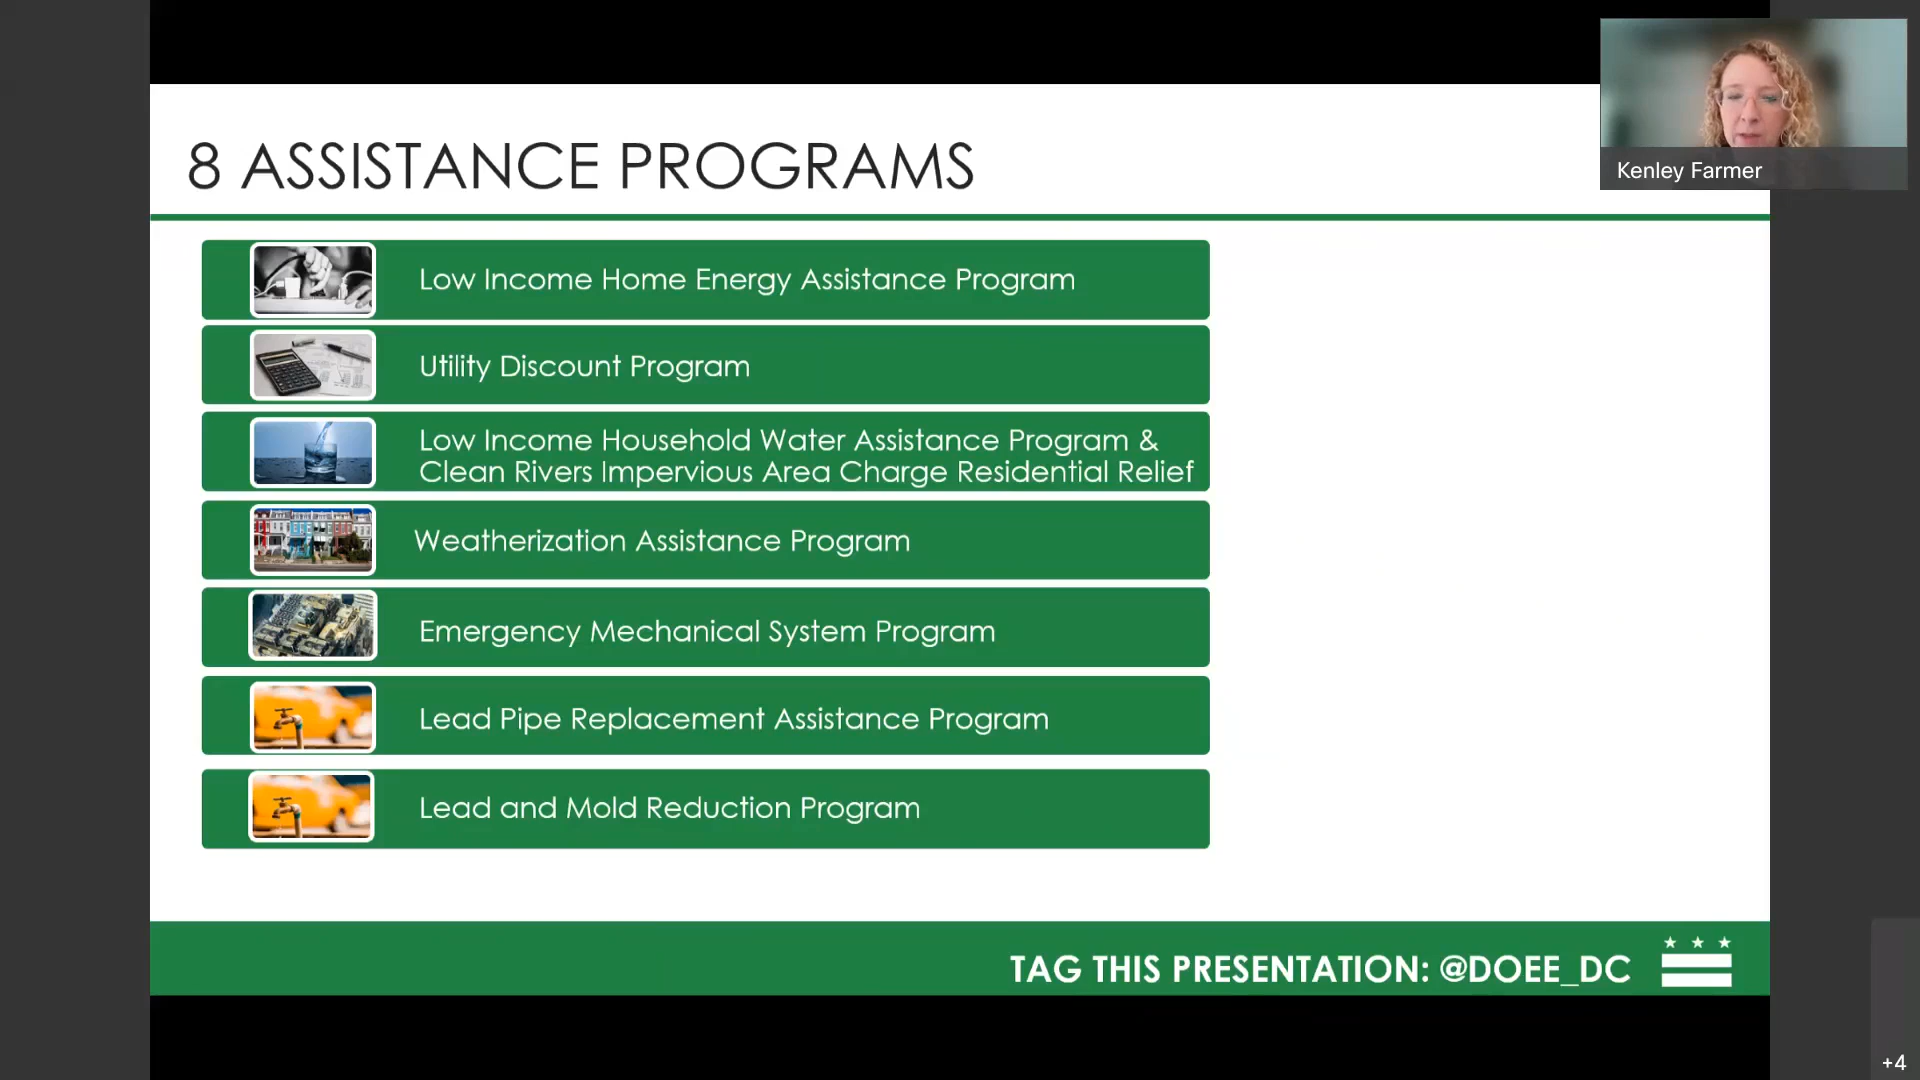 8 ASSISTANCE PROGRAMS
Kenley Farmer
Low Income Home Energy Assistance Program
Utility Discount Program
Low Income Household Water Assistance Program &
Clean Rivers Impervious Area Charge Residential Relief
Weatherization Assistance Program
Emergency Mechanical System Program
Lead Pipe Replacement Assistance Program
Lead and Mold Reduction Program
TAG THIS PRESENTATION: @DOEE_DC
+4